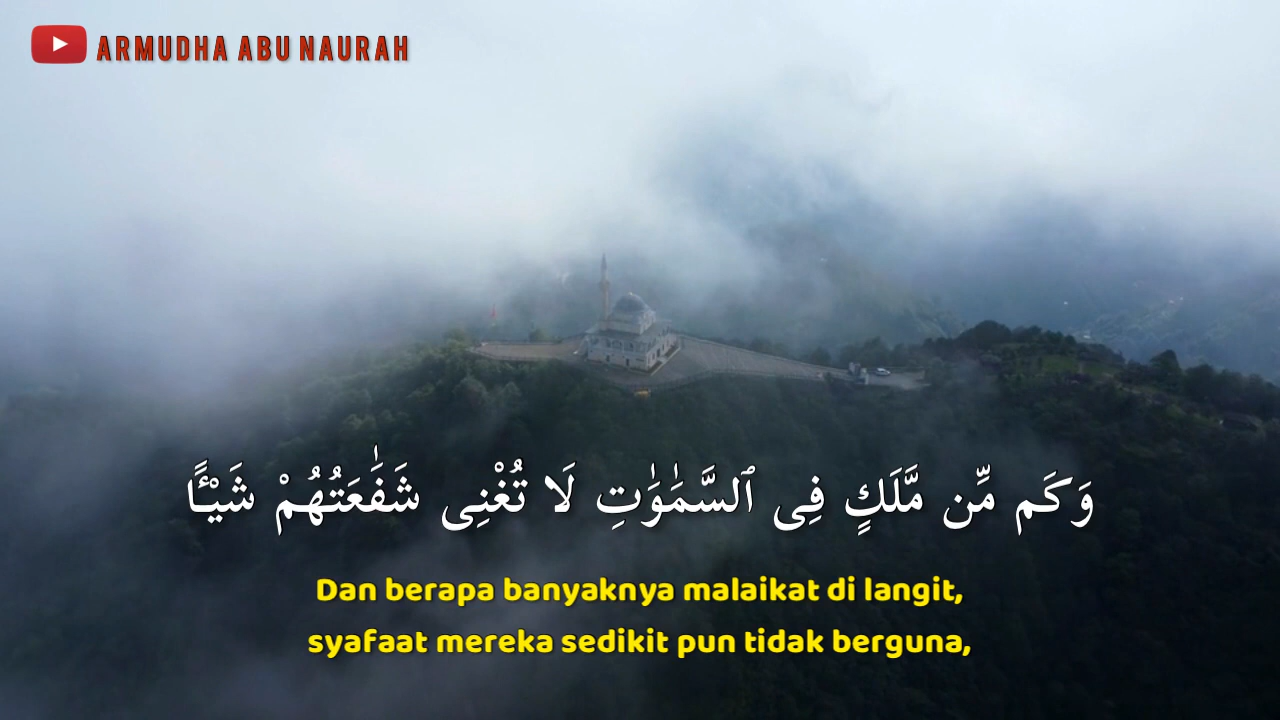 ARMUDHA ABU NAURAH
وَكَم مِّن مَّلَكٍ فِى ٱلسَّمَٰوَٰتِ لَا تُغْنِى شَفَٰعَتُهُمْ شَيْـًٔا
Dan berapa banyaknya malaikat di langit,
syafaat mereka sedikit pun tidak berguna,